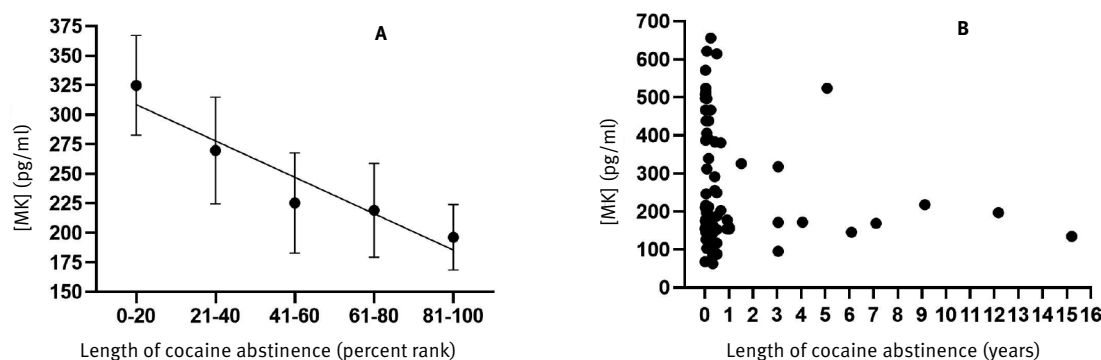 A
375
350
325
300
275
250
225
200
175
150
[MK] (pg/ml)
0-20 21-40 41-60 61-80 81-100
Length of cocaine abstinence (percent rank)
B
700
600
500
400
300
200
100
0
[MK] (pg/ml)
0 1 2 3 4 5 6 7 8 9 10 11 12 13 14 15 16
Length of cocaine abstinence (years)